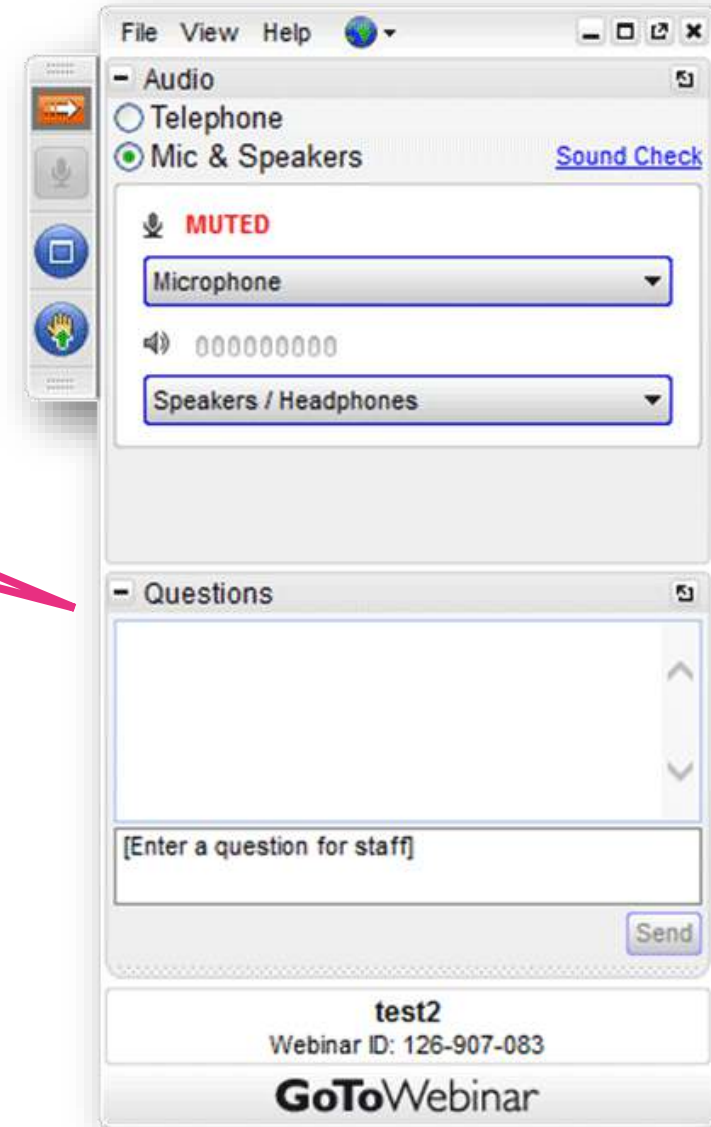 File View Help
Audio
Telephone
Mic & Speakers Sound Check
MUTED
Microphone
000000000
Speakers / Headphones
Questions
[Enter a question for staff]
Send
test2
Webinar ID: 126-907-083
GoToWebinar